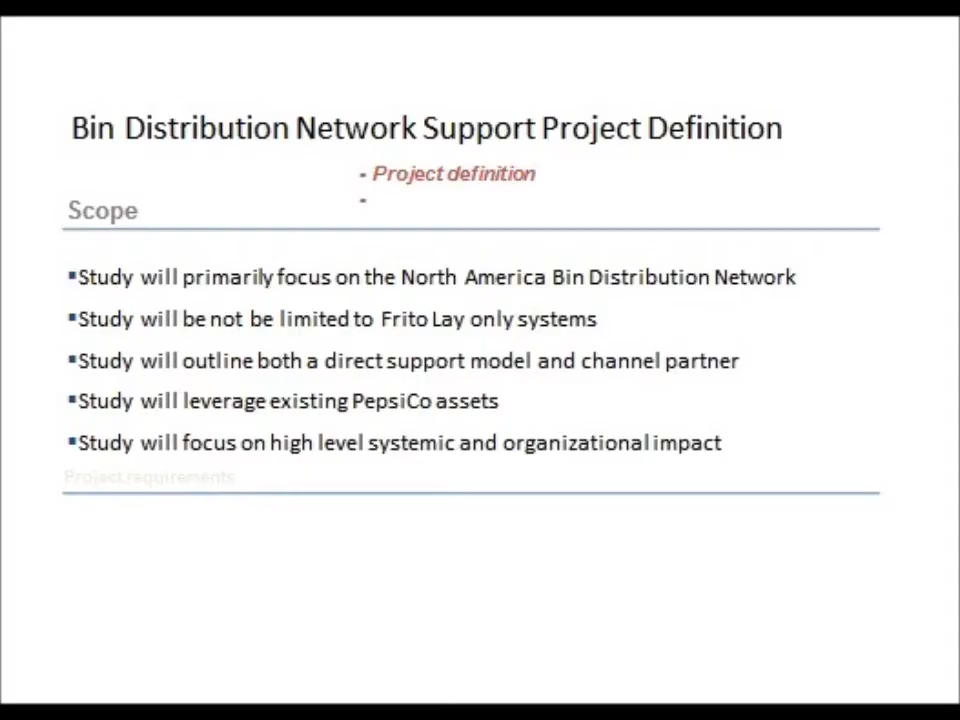 Bin Distribution Network Support Project Definition
- Project definition
-
Scope
▪Study will primarily focus on the North America Bin Distribution Network
▪Study will be not be limited to Frito Lay only systems
▪Study will outline both a direct support model and channel partner
▪Study will leverage existing PepsiCo assets
▪Study will focus on high level systemic and organizational impact
Project requirements